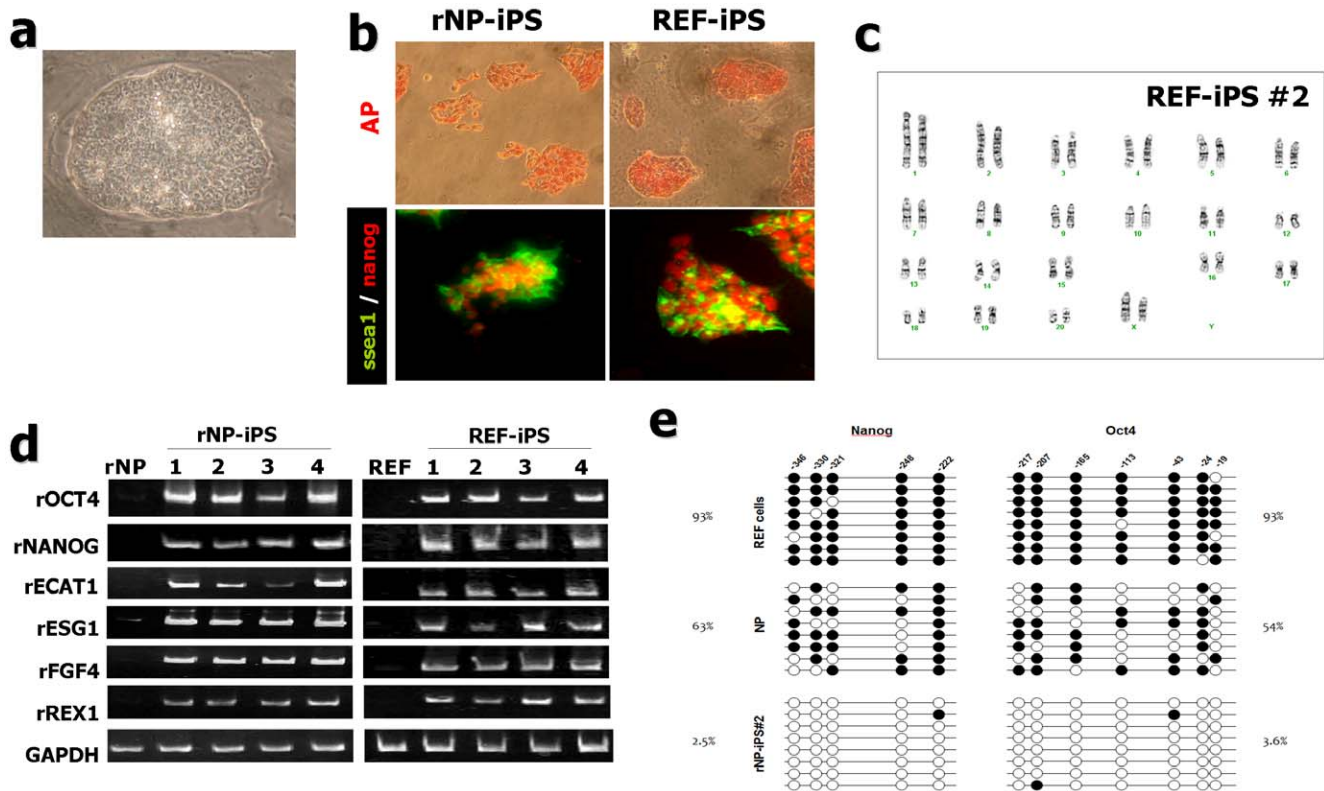 a
b
rNP-iPS REF-iPS
AP
ssea1 / nanog
c
REF-iPS #2
1 2 3 4 5 6
7 8 9 10 11 12
13 14 15 16 17
18 19 20 X Y
d
rNP-iPS REF-iPS
rNP 1 2 3 4 REF 1 2 3 4
rOCT4
rNANOG
rECAT1
rESG1
rFGF4
rREX1
GAPDH
e
Nanog Oct4
-346 -330 -321 -248 -222 -217 -207 -165 -113 -43 -24 -19
REF cells
93% 93%
NP
63% 54%
rNP-iPS#2
2.5% 3.6%